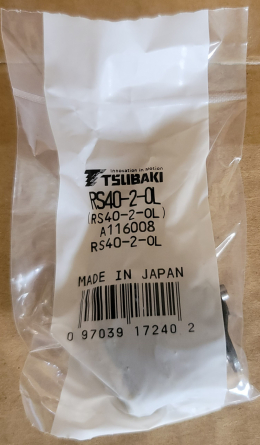 innovation in motion
TSUBAKI
RS40-2-OL
(RS40-2-OL)
A116008
RS40-2-OL
MADE IN JAPAN
0 97039 17240 2